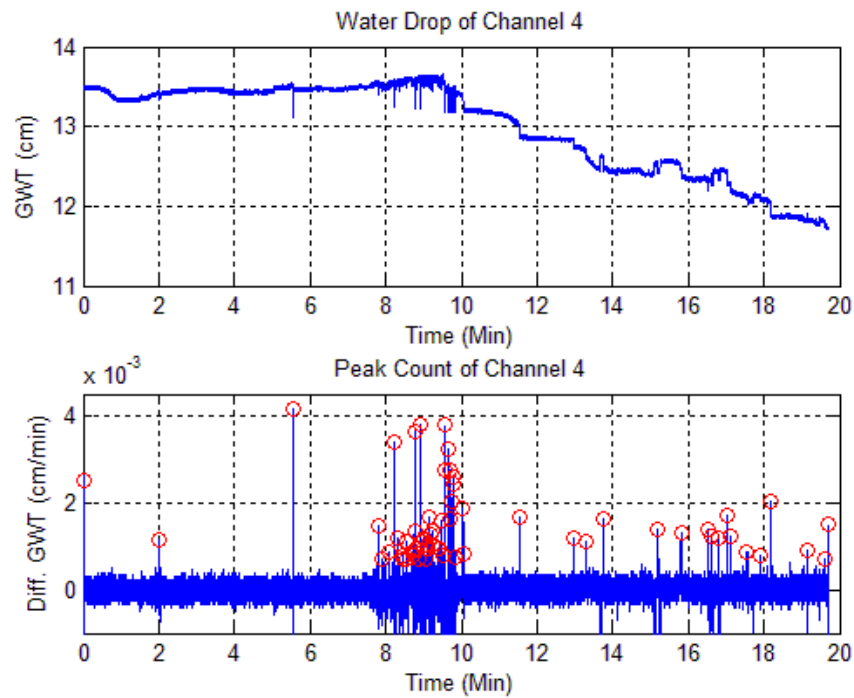 Water Drop of Channel 4
14
13
12
11
GWT (cm)
0 2 4 6 8 10 12 14 16 18 20
Time (Min)
x 10^-3
Peak Count of Channel 4
4
2
0
Diff. GWT (cm/min)
0 2 4 6 8 10 12 14 16 18 20
Time (Min)